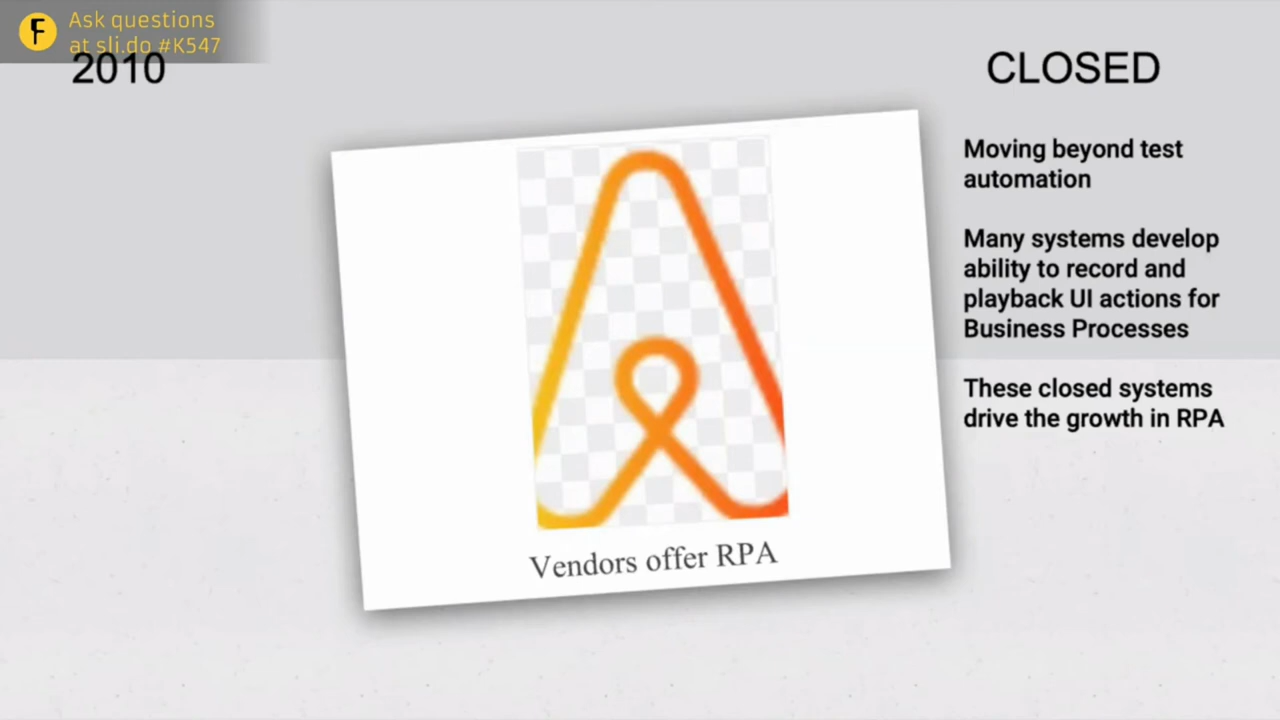 Ask questions
at sli.do #K547
2010
CLOSED
Moving beyond test
automation
Many systems develop
ability to record and
playback UI actions for
Business Processes
These closed systems
drive the growth in RPA
Vendors offer RPA